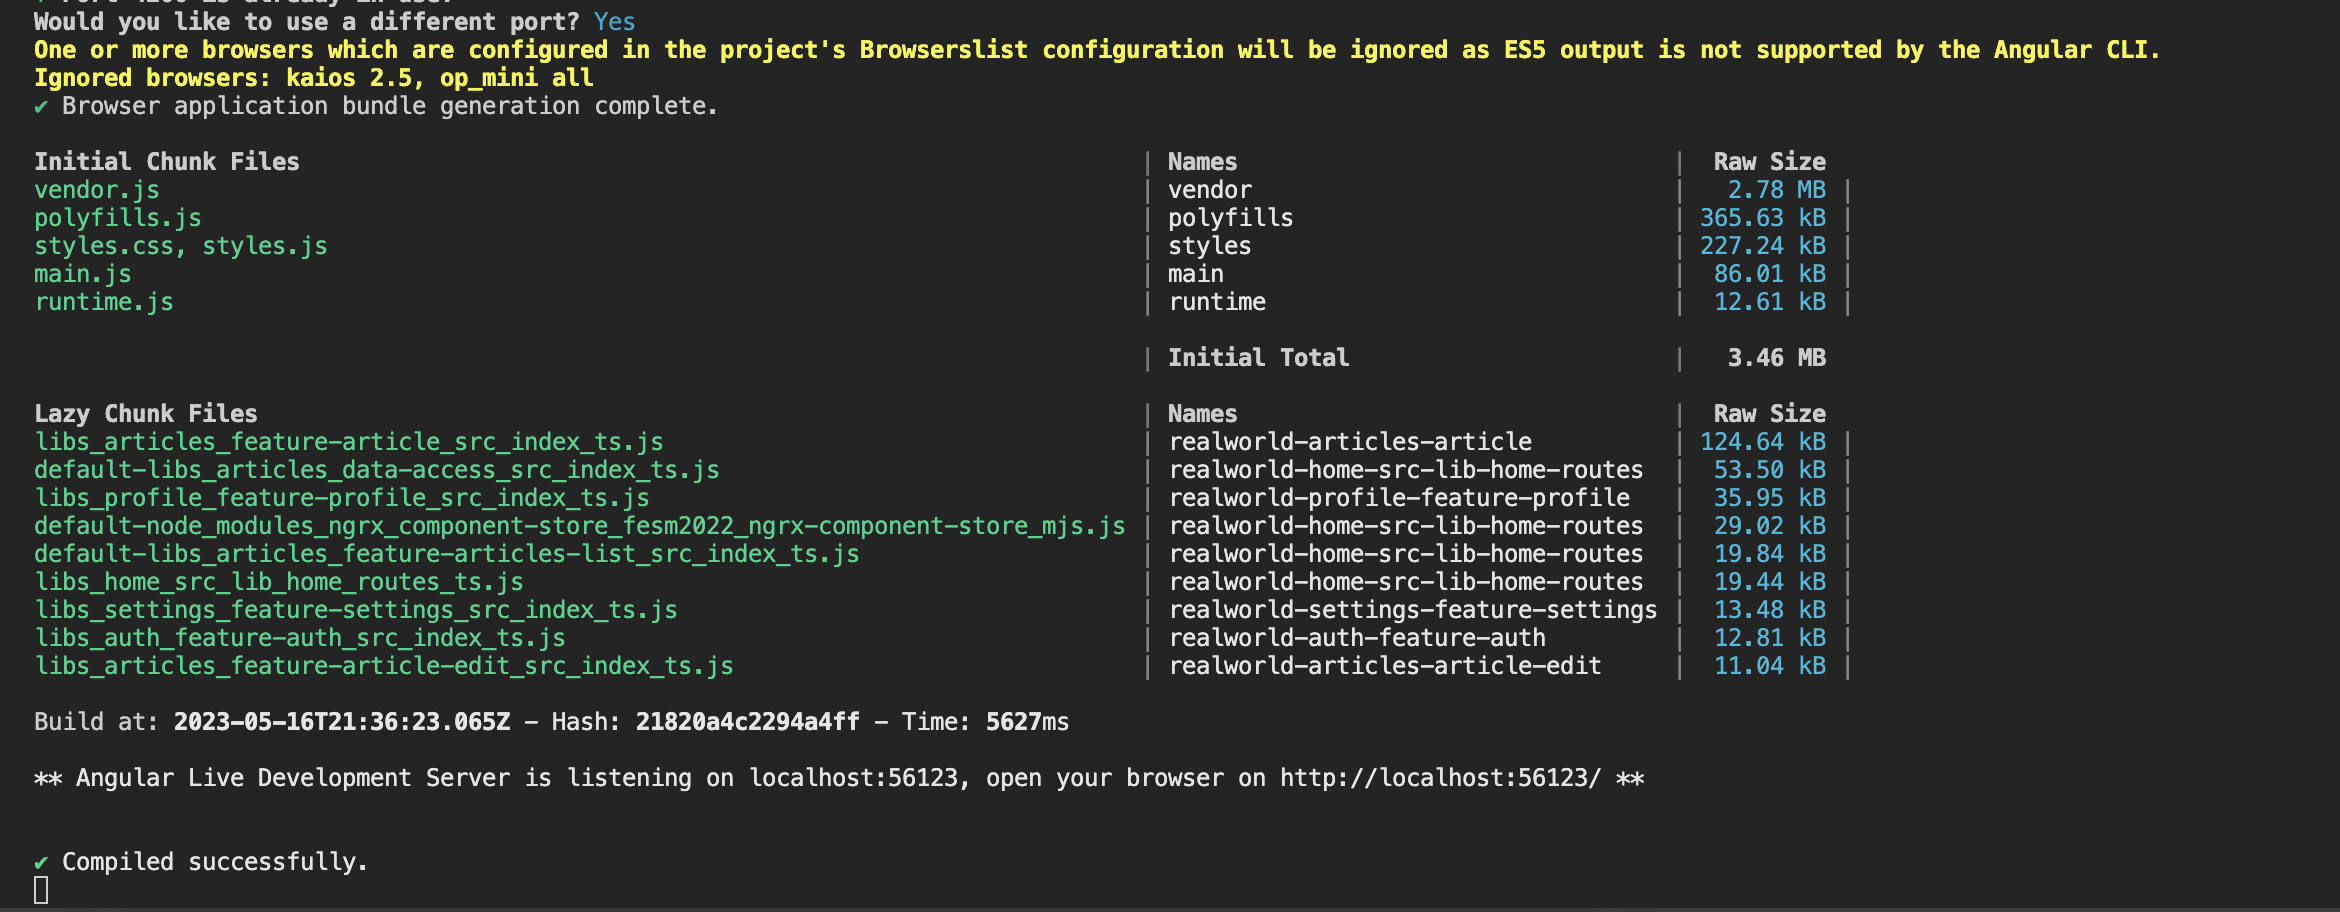 Would you like to use a different port? Yes
One or more browsers which are configured in the project's Browserslist configuration will be ignored as ES5 output is not supported by the Angular CLI.
Ignored browsers: kaios 2.5, op_mini all
✔ Browser application bundle generation complete.
Initial Chunk Files | Names | Raw Size
vendor.js | vendor | 2.78 MB |
polyfills.js | polyfills | 365.63 kB |
styles.css, styles.js | styles | 227.24 kB |
main.js | main | 86.01 kB |
runtime.js | runtime | 12.61 kB |
| Initial Total | 3.46 MB
Lazy Chunk Files | Names | Raw Size
libs_articles_feature-article_src_index_ts.js | realworld-articles-article | 124.64 kB |
default-libs_articles_data-access_src_index_ts.js | realworld-home-src-lib-home-routes | 53.50 kB |
libs_profile_feature-profile_src_index_ts.js | realworld-profile-feature-profile | 35.95 kB |
default-node_modules_ngrx_component-store_fesm2022_ngrx-component-store_mjs.js | realworld-home-src-lib-home-routes | 29.02 kB |
default-libs_articles_feature-articles-list_src_index_ts.js | realworld-home-src-lib-home-routes | 19.84 kB |
libs_home_src_lib_home_routes_ts.js | realworld-home-src-lib-home-routes | 19.44 kB |
libs_settings_feature-settings_src_index_ts.js | realworld-settings-feature-settings | 13.48 kB |
libs_auth_feature-auth_src_index_ts.js | realworld-auth-feature-auth | 12.81 kB |
libs_articles_feature-article-edit_src_index_ts.js | realworld-articles-article-edit | 11.04 kB |
Build at: 2023-05-16T21:36:23.065Z - Hash: 21820a4c2294a4ff - Time: 5627ms
** Angular Live Development Server is listening on localhost:56123, open your browser on http://localhost:56123/ **
✔ Compiled successfully.